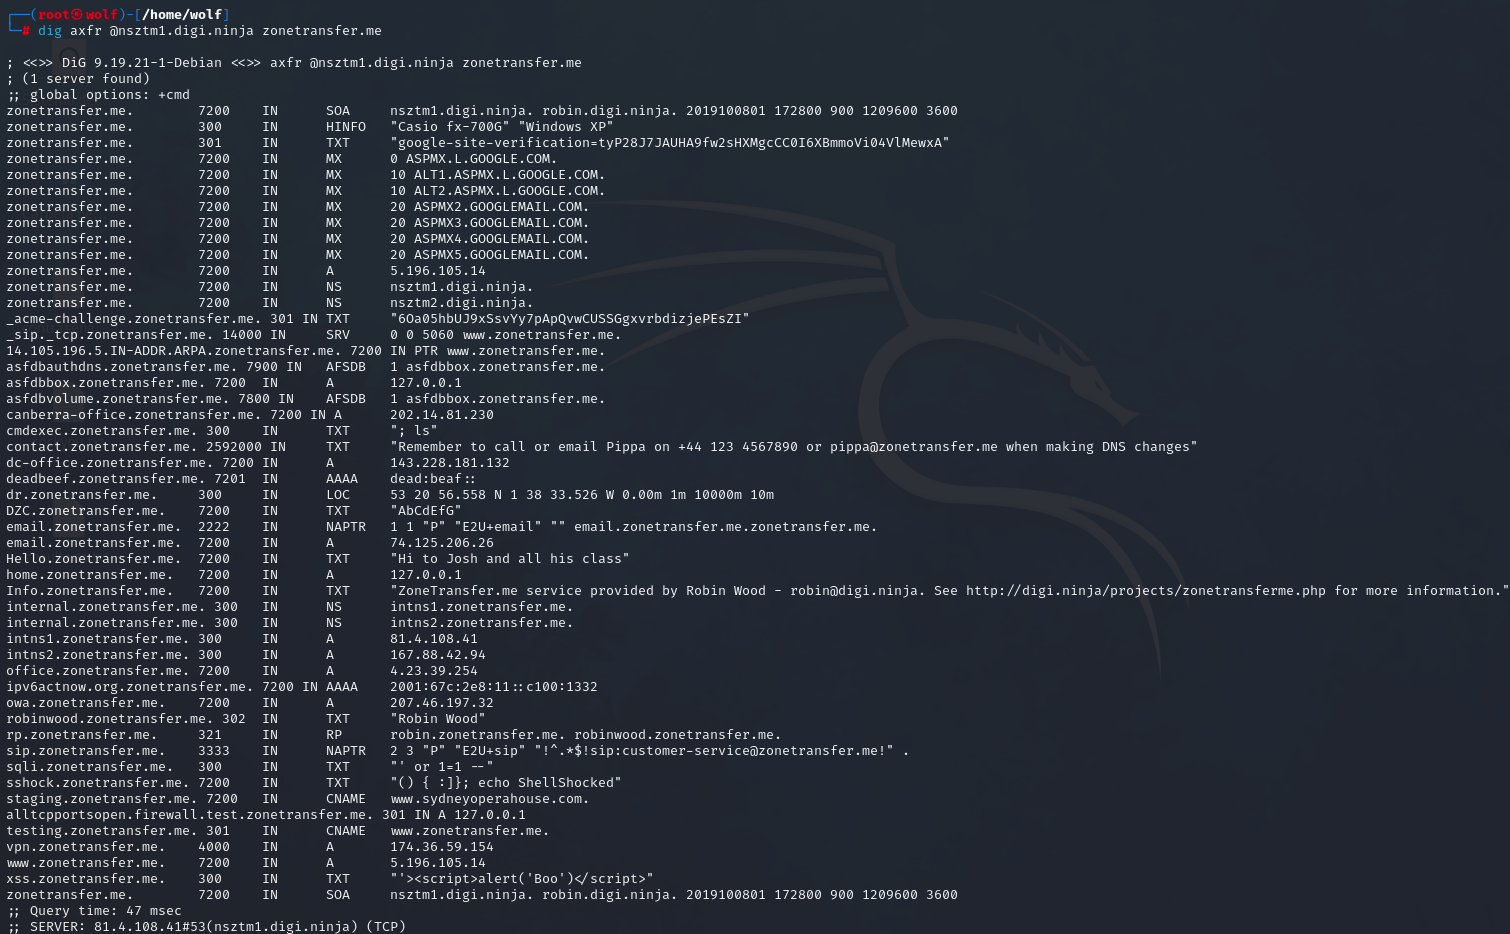 ┌──(root㉿wolf)-[/home/wolf]
└─# dig axfr @nsztm1.digi.ninja zonetransfer.me
; <<>> DiG 9.19.21-1-Debian <<>> axfr @nsztm1.digi.ninja zonetransfer.me
; (1 server found)
;; global options: +cmd
zonetransfer.me. 7200 IN SOA nsztm1.digi.ninja. robin.digi.ninja. 2019100801 172800 900 1209600 3600
zonetransfer.me. 300 IN HINFO "Casio fx-700G" "Windows XP"
zonetransfer.me. 301 IN TXT "google-site-verification=tyP28J7JAUHA9fw2sHXMgcCC0I6XBmmoVi04VlMewxA"
zonetransfer.me. 7200 IN MX 0 ASPMX.L.GOOGLE.COM.
zonetransfer.me. 7200 IN MX 10 ALT1.ASPMX.L.GOOGLE.COM.
zonetransfer.me. 7200 IN MX 10 ALT2.ASPMX.L.GOOGLE.COM.
zonetransfer.me. 7200 IN MX 20 ASPMX2.GOOGLEMAIL.COM.
zonetransfer.me. 7200 IN MX 20 ASPMX3.GOOGLEMAIL.COM.
zonetransfer.me. 7200 IN MX 20 ASPMX4.GOOGLEMAIL.COM.
zonetransfer.me. 7200 IN MX 20 ASPMX5.GOOGLEMAIL.COM.
zonetransfer.me. 7200 IN A 5.196.105.14
zonetransfer.me. 7200 IN NS nsztm1.digi.ninja.
zonetransfer.me. 7200 IN NS nsztm2.digi.ninja.
_acme-challenge.zonetransfer.me. 301 IN TXT "6Oa05hbUJ9xSsvYy7pApQvwCUSSGgxvrbdizjePEsZI"
_sip._tcp.zonetransfer.me. 14000 IN SRV 0 0 5060 www.zonetransfer.me.
14.105.196.5.IN-ADDR.ARPA.zonetransfer.me. 7200 IN PTR www.zonetransfer.me.
asfdbauthdns.zonetransfer.me. 7900 IN AFSDB 1 asfdbbox.zonetransfer.me.
asfdbbox.zonetransfer.me. 7200 IN A 127.0.0.1
asfdbvolume.zonetransfer.me. 7800 IN AFSDB 1 asfdbbox.zonetransfer.me.
canberra-office.zonetransfer.me. 7200 IN A 202.14.81.230
cmdexec.zonetransfer.me. 300 IN TXT "; ls"
contact.zonetransfer.me. 2592000 IN TXT "Remember to call or email Pippa on +44 123 4567890 or pippa@zonetransfer.me when making DNS changes"
dc-office.zonetransfer.me. 7200 IN A 143.228.181.132
deadbeef.zonetransfer.me. 7201 IN AAAA dead:beaf::
dr.zonetransfer.me. 300 IN LOC 53 20 56.558 N 1 38 33.526 W 0.00m 1m 10000m 10m
DZC.zonetransfer.me. 7200 IN TXT "AbCdEfG"
email.zonetransfer.me. 2222 IN NAPTR 1 1 "P" "E2U+email" "" email.zonetransfer.me.zonetransfer.me.
email.zonetransfer.me. 7200 IN A 74.125.206.26
Hello.zonetransfer.me. 7200 IN TXT "Hi to Josh and all his class"
home.zonetransfer.me. 7200 IN A 127.0.0.1
Info.zonetransfer.me. 7200 IN TXT "ZoneTransfer.me service provided by Robin Wood - robin@digi.ninja. See http://digi.ninja/projects/zonetransferme.php for more information."
internal.zonetransfer.me. 300 IN NS intns1.zonetransfer.me.
internal.zonetransfer.me. 300 IN NS intns2.zonetransfer.me.
intns1.zonetransfer.me. 300 IN A 81.4.108.41
intns2.zonetransfer.me. 300 IN A 167.88.42.94
office.zonetransfer.me. 7200 IN A 4.23.39.254
ipv6actnow.org.zonetransfer.me. 7200 IN AAAA 2001:67c:2e8:11::c100:1332
owa.zonetransfer.me. 7200 IN A 207.46.197.32
robinwood.zonetransfer.me. 302 IN TXT "Robin Wood"
rp.zonetransfer.me. 321 IN RP robin.zonetransfer.me. robinwood.zonetransfer.me.
sip.zonetransfer.me. 3333 IN NAPTR 2 3 "P" "E2U+sip" "!^.*$!sip:customer-service@zonetransfer.me!" .
sqli.zonetransfer.me. 300 IN TXT "' or 1=1 --"
sshock.zonetransfer.me. 7200 IN TXT "() { :]}; echo ShellShocked"
staging.zonetransfer.me. 7200 IN CNAME www.sydneyoperahouse.com.
alltcpportsopen.firewall.test.zonetransfer.me. 301 IN A 127.0.0.1
testing.zonetransfer.me. 301 IN CNAME www.zonetransfer.me.
vpn.zonetransfer.me. 4000 IN A 174.36.59.154
www.zonetransfer.me. 7200 IN A 5.196.105.14
xss.zonetransfer.me. 300 IN TXT "'><script>alert('Boo')</script>"
zonetransfer.me. 7200 IN SOA nsztm1.digi.ninja. robin.digi.ninja. 2019100801 172800 900 1209600 3600
;; Query time: 47 msec
;; SERVER: 81.4.108.41#53(nsztm1.digi.ninja) (TCP)